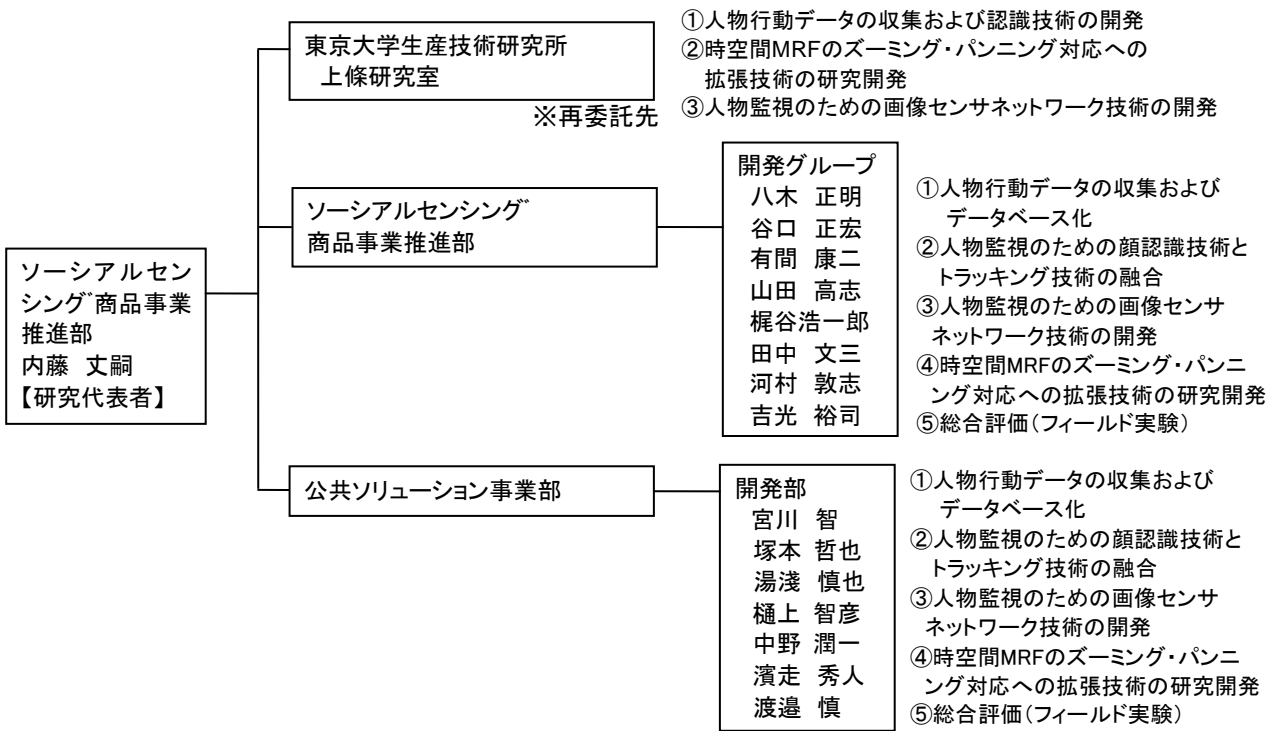 東京大学生産技術研究所
上條研究室
※再委託先
①人物行動データの収集および認識技術の開発
②時空間MRFのズーミング・パンニング対応への
拡張技術の研究開発
③人物監視のための画像センサネットワーク技術の開発
ソーシャルセン
シング商品事業
推進部
内藤 丈嗣
【研究代表者】
ソーシアルセンシング
商品事業推進部
開発グループ
八木 正明
谷口 正宏
有間 康二
山田 高志
梶谷浩一郎
田中 文三
河村 敦志
吉光 裕司
①人物行動データの収集および
データベース化
②人物監視のための顔認識技術と
トラッキング技術の融合
③人物監視のための画像センサ
ネットワーク技術の開発
④時空間MRFのズーミング・パンニ
ング対応への拡張技術の研究開発
⑤総合評価(フィールド実験)
公共ソリューション事業部
開発部
宮川 智
塚本 哲也
湯淺 慎也
樋上 智彦
中野 潤一
濱走 秀人
渡邉 慎
①人物行動データの収集および
データベース化
②人物監視のための顔認識技術と
トラッキング技術の融合
③人物監視のための画像センサ
ネットワーク技術の開発
④時空間MRFのズーミング・パンニ
ング対応への拡張技術の研究開発
⑤総合評価(フィールド実験)